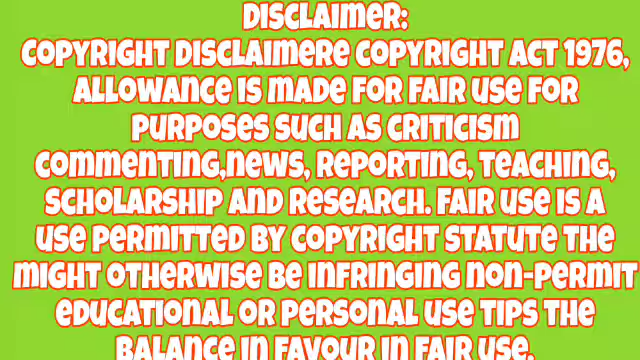 DISCLAIMER:
COPYRIGHT DISCLAIMERE COPYRIGHT ACT 1976,
ALLOWANCE IS MADE FOR FAIR USE FOR
PURPOSES SUCH AS CRITICISM
COMMENTING,NEWS, REPORTING, TEACHING,
SCHOLARSHIP AND RESEARCH. FAIR USE IS A
USE PERMITTED BY COPYRIGHT STATUTE THE
MIGHT OTHERWISE BE INFRINGING NON-PERMIT
EDUCATIONAL OR PERSONAL USE TIPS THE
BALANCE IN FAVOUR IN FAIR USE.